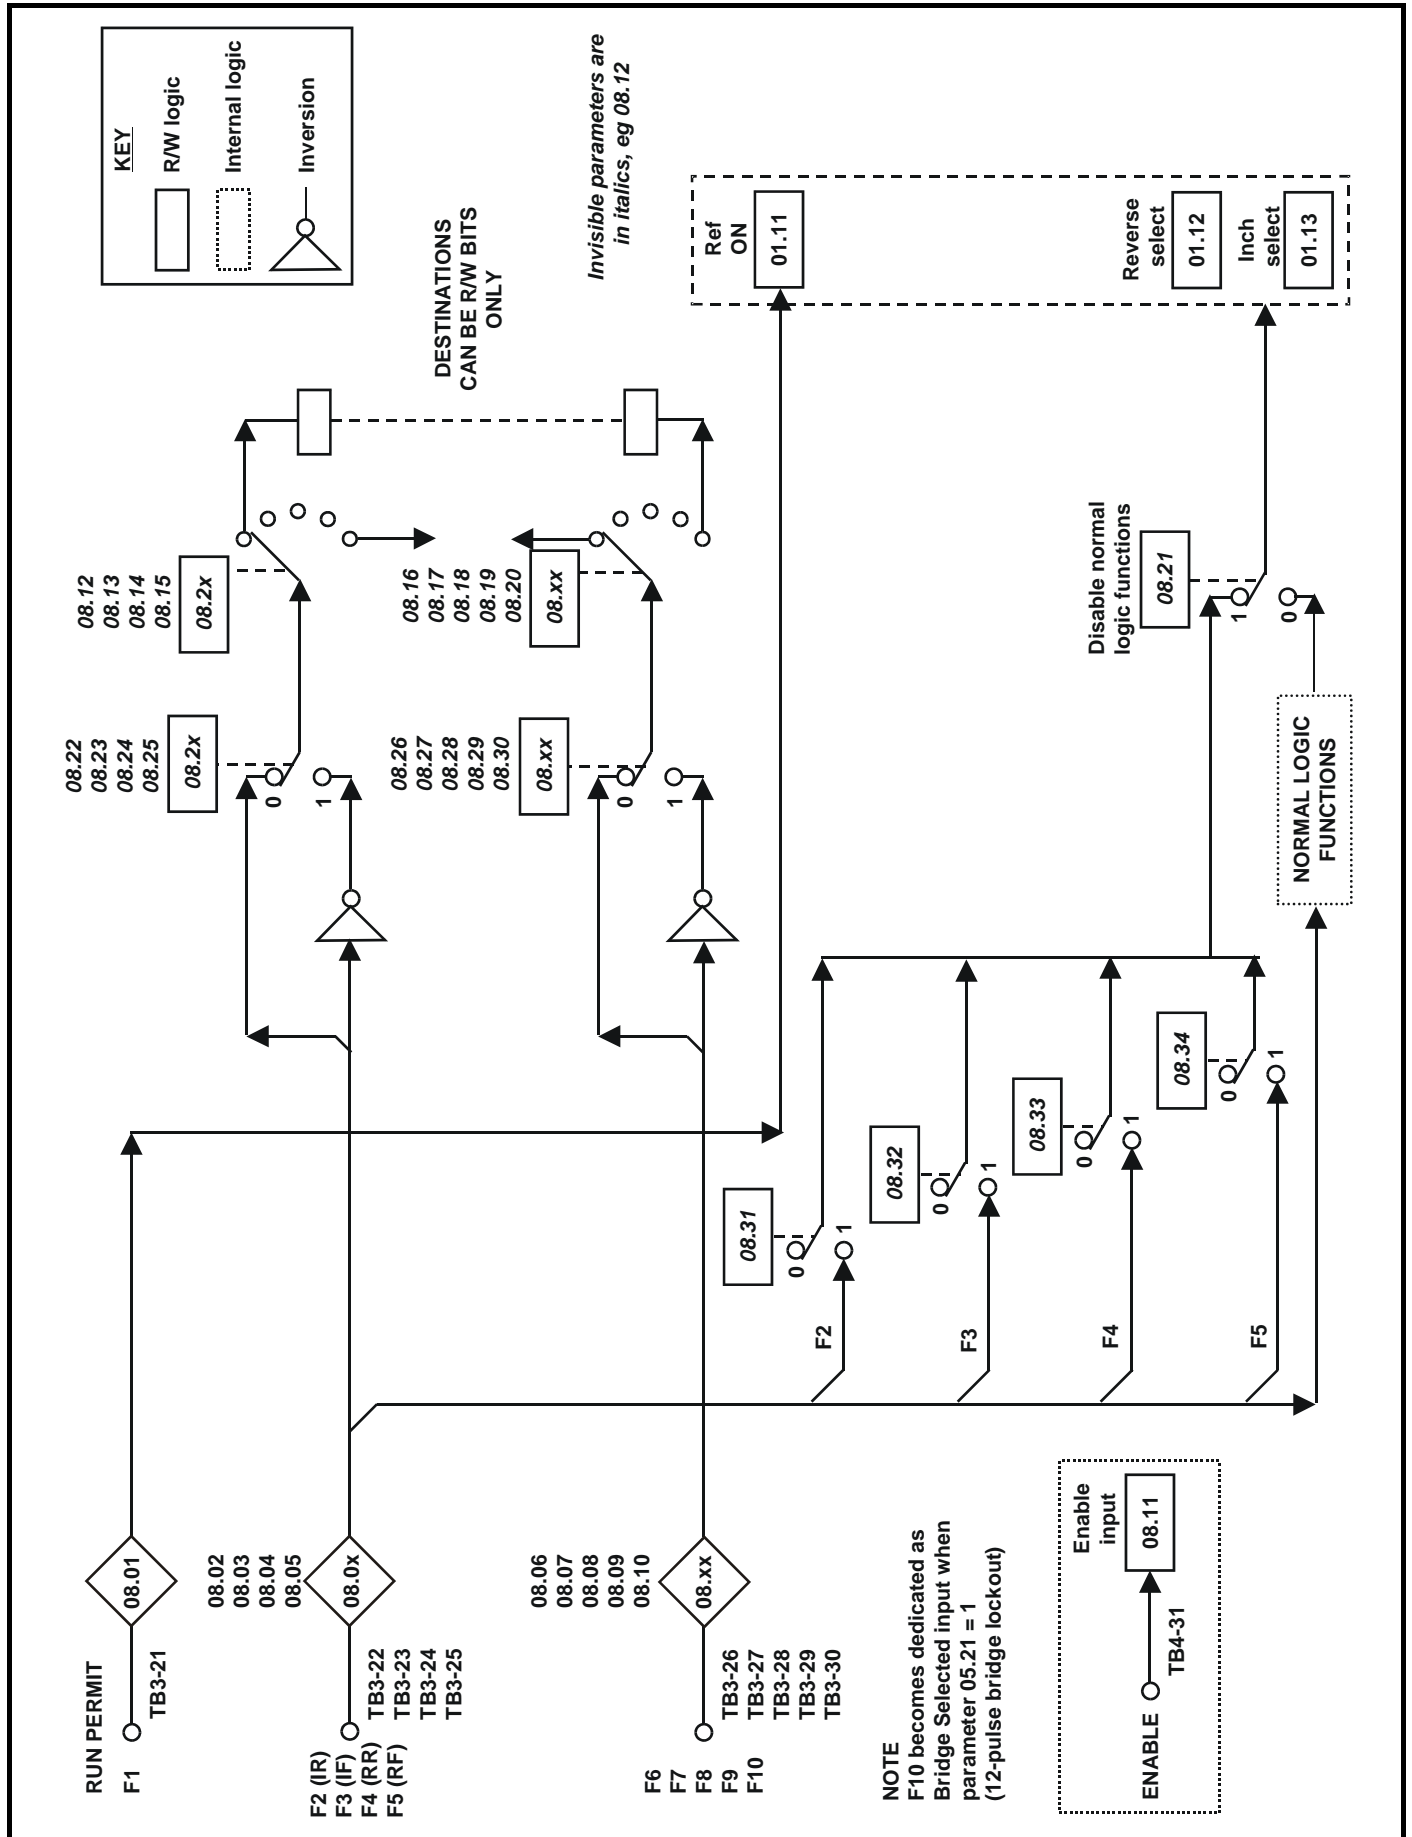 KEY
R/W logic
Internal logic
Inversion
Invisible parameters are
in italics, eg 08.12
DESTINATIONS
CAN BE R/W BITS
ONLY
RUN PERMIT
F1
TB3-21
08.01
F2 (IR)
F3 (IF)
F4 (RR)
F5 (RF)
TB3-22
TB3-23
TB3-24
TB3-25
08.02
08.03
08.04
08.05
08.0x
08.22
08.23
08.24
08.25
08.2x
0
1
08.12
08.13
08.14
08.15
08.2x
F6
F7
F8
F9
F10
TB3-26
TB3-27
TB3-28
TB3-29
TB3-30
08.06
08.07
08.08
08.09
08.10
08.xx
08.26
08.27
08.28
08.29
08.30
08.xx
0
1
08.16
08.17
08.18
08.19
08.20
08.xx
Ref
ON
01.11
Reverse
select
01.12
Inch
select
01.13
F2
08.31
0
1
F3
08.32
0
1
F4
08.33
0
1
F5
08.34
0
1
Disable normal
logic functions
08.21
1
0
NORMAL LOGIC
FUNCTIONS
NOTE
F10 becomes dedicated as
Bridge Selected input when
parameter 05.21 = 1
(12-pulse bridge lockout)
ENABLE
TB4-31
Enable
input
08.11